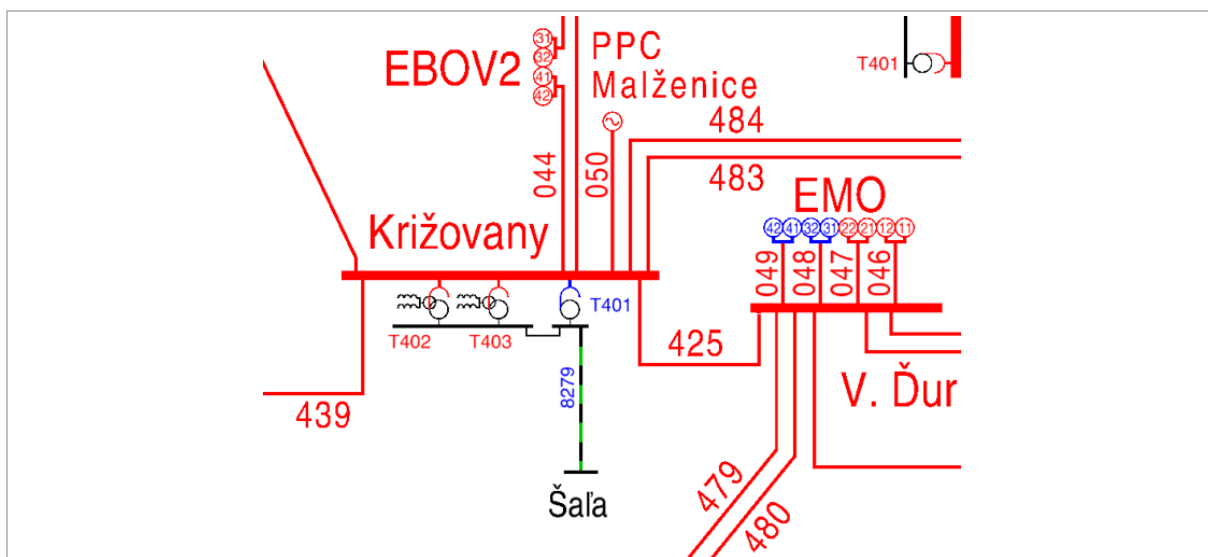 31
32
41
42
EBOV2
PPC
Malženice
T401
044
050
484
483
EMO
42 41 32 31 22 21 12 11
049
048
047
046
Križovany
T402
T403
T401
425
439
8279
V. Ďur
479
480
Šaľa